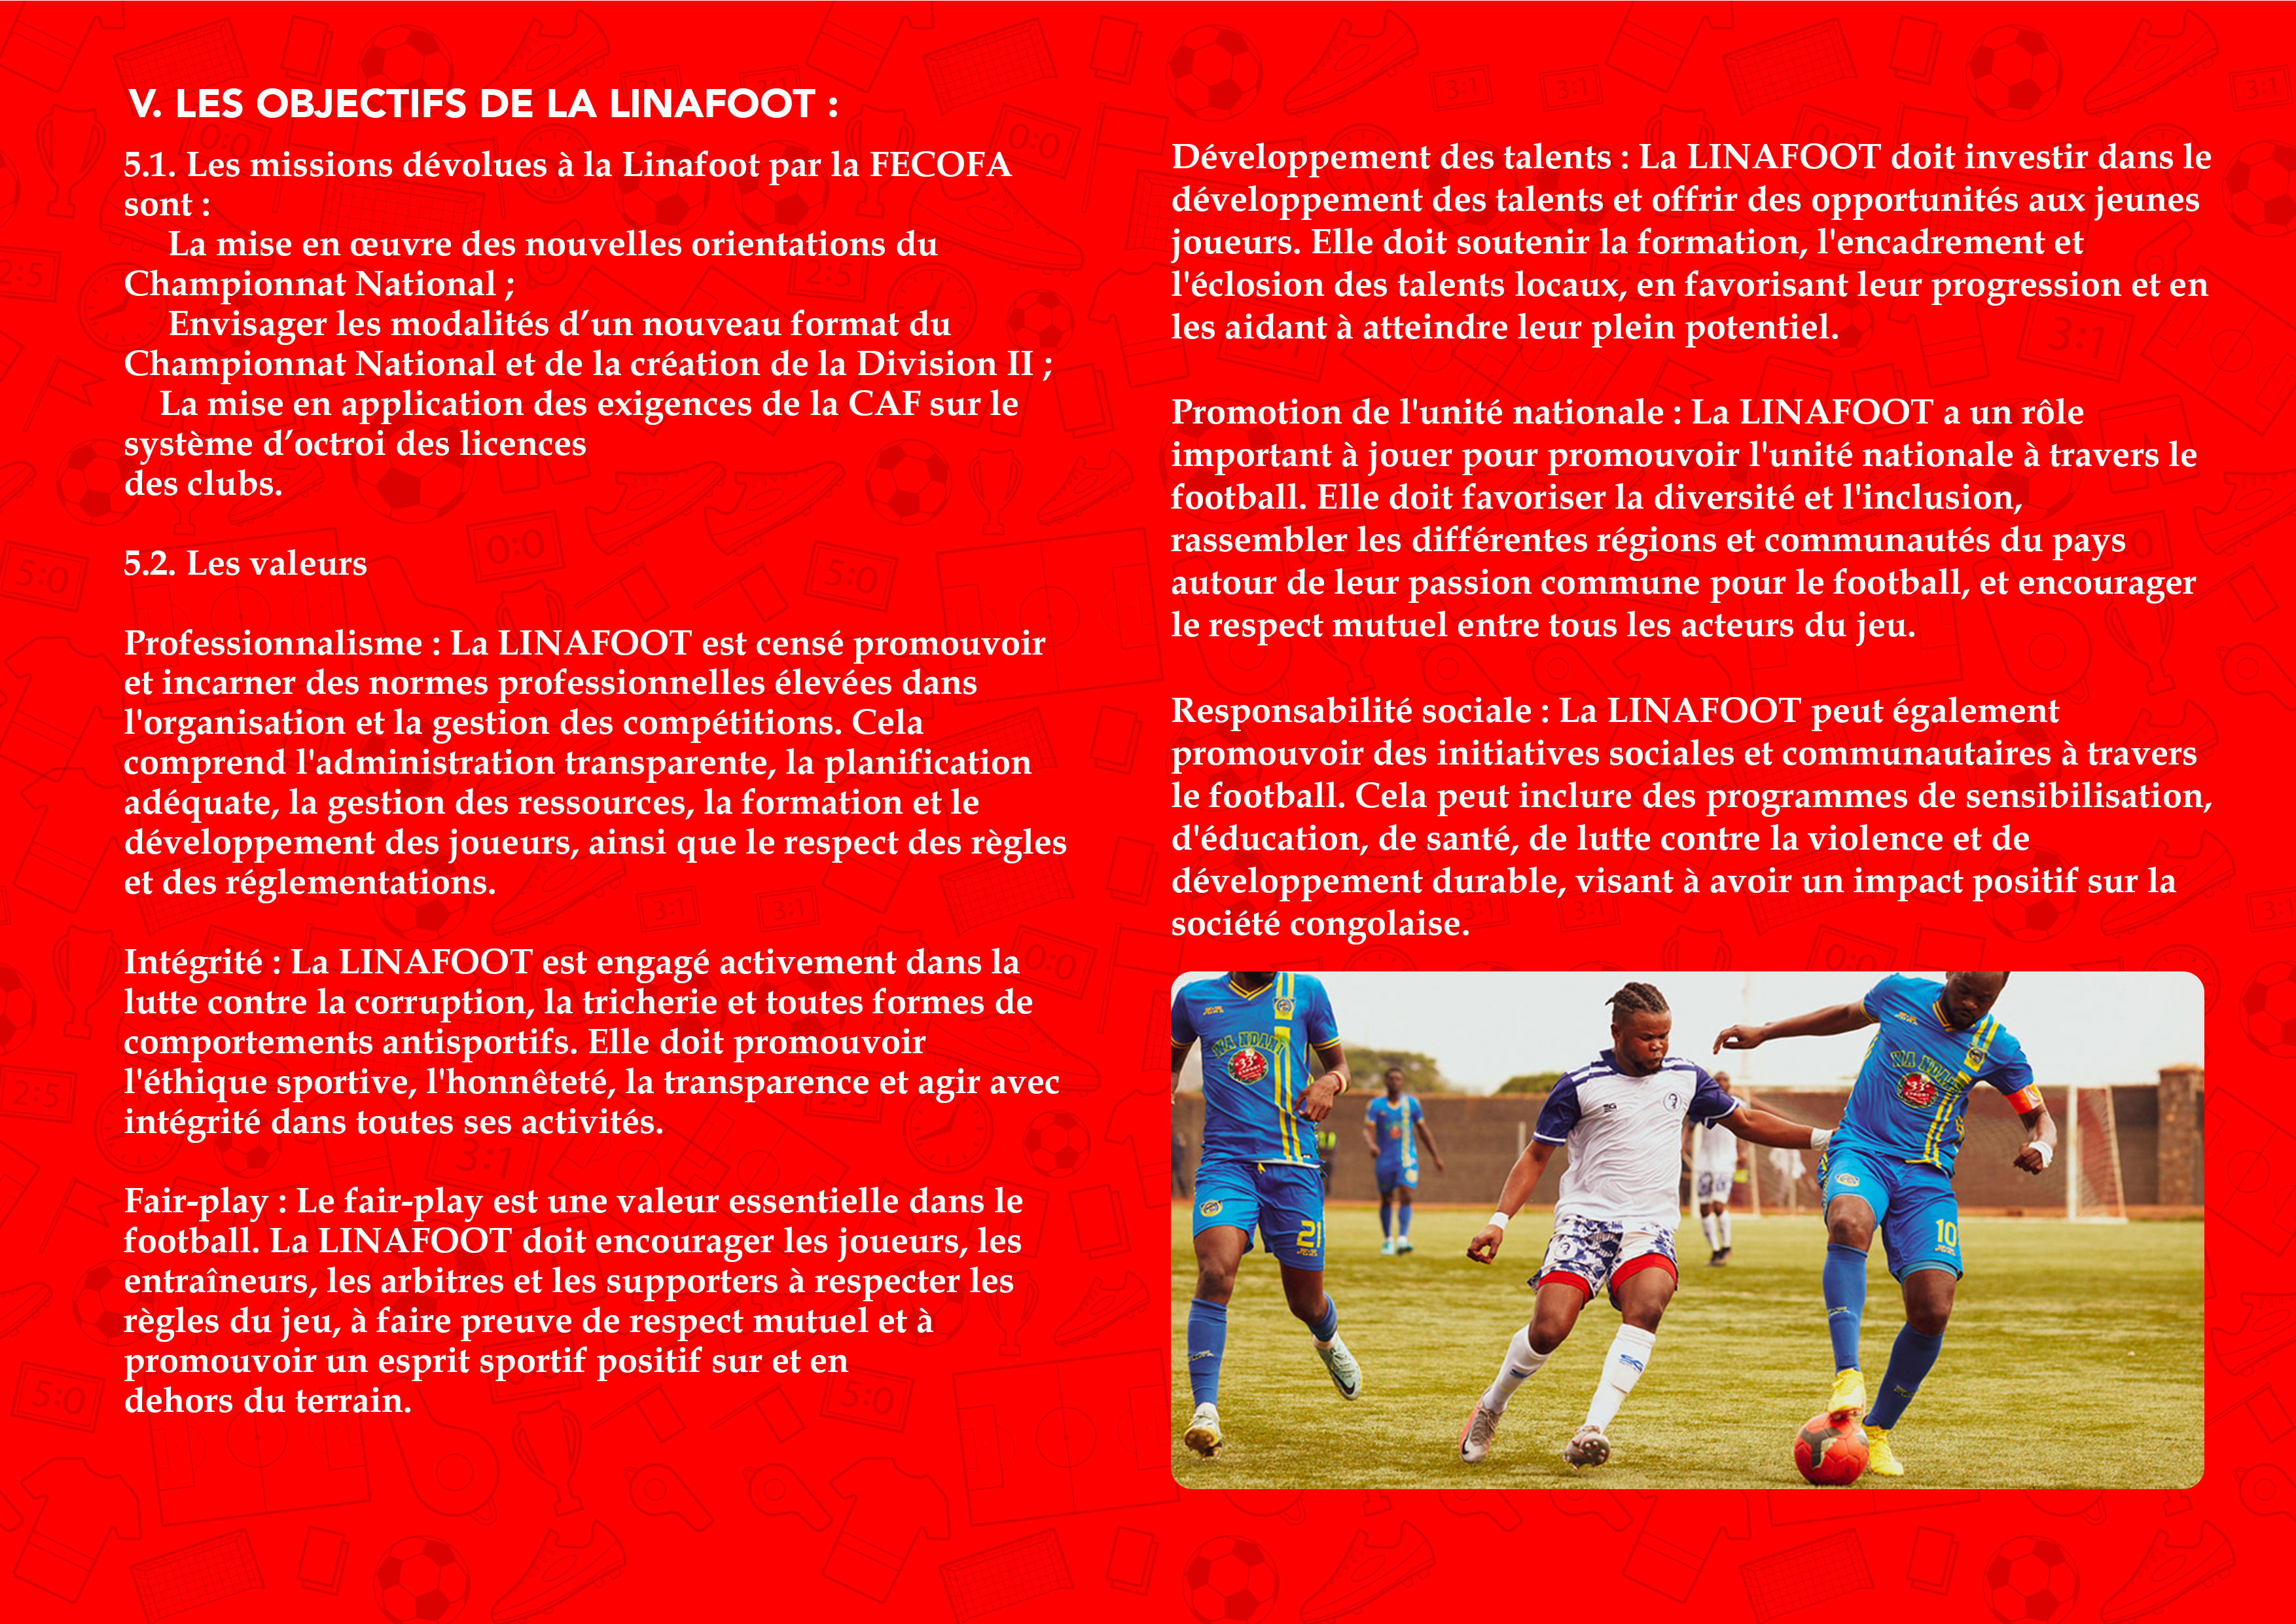 V. LES OBJECTIFS DE LA LINAFOOT :
5.1. Les missions dévolues à la Linafoot par la FECOFA
sont :
La mise en œuvre des nouvelles orientations du
Championnat National ;
Envisager les modalités d’un nouveau format du
Championnat National et de la création de la Division II ;
La mise en application des exigences de la CAF sur le
système d’octroi des licences
des clubs.
5.2. Les valeurs
Professionnalisme : La LINAFOOT est censé promouvoir
et incarner des normes professionnelles élevées dans
l'organisation et la gestion des compétitions. Cela
comprend l'administration transparente, la planification
adéquate, la gestion des ressources, la formation et le
développement des joueurs, ainsi que le respect des règles
et des réglementations.
Intégrité : La LINAFOOT est engagé activement dans la
lutte contre la corruption, la tricherie et toutes formes de
comportements antisportifs. Elle doit promouvoir
l'éthique sportive, l'honnêteté, la transparence et agir avec
intégrité dans toutes ses activités.
Fair-play : Le fair-play est une valeur essentielle dans le
football. La LINAFOOT doit encourager les joueurs, les
entraîneurs, les arbitres et les supporters à respecter les
règles du jeu, à faire preuve de respect mutuel et à
promouvoir un esprit sportif positif sur et en
dehors du terrain.
Développement des talents : La LINAFOOT doit investir dans le
développement des talents et offrir des opportunités aux jeunes
joueurs. Elle doit soutenir la formation, l'encadrement et
l'éclosion des talents locaux, en favorisant leur progression et en
les aidant à atteindre leur plein potentiel.
Promotion de l'unité nationale : La LINAFOOT a un rôle
important à jouer pour promouvoir l'unité nationale à travers le
football. Elle doit favoriser la diversité et l'inclusion,
rassembler les différentes régions et communautés du pays
autour de leur passion commune pour le football, et encourager
le respect mutuel entre tous les acteurs du jeu.
Responsabilité sociale : La LINAFOOT peut également
promouvoir des initiatives sociales et communautaires à travers
le football. Cela peut inclure des programmes de sensibilisation,
d'éducation, de santé, de lutte contre la violence et de
développement durable, visant à avoir un impact positif sur la
société congolaise.
33
EXPORT
21
33
EXPORT
10